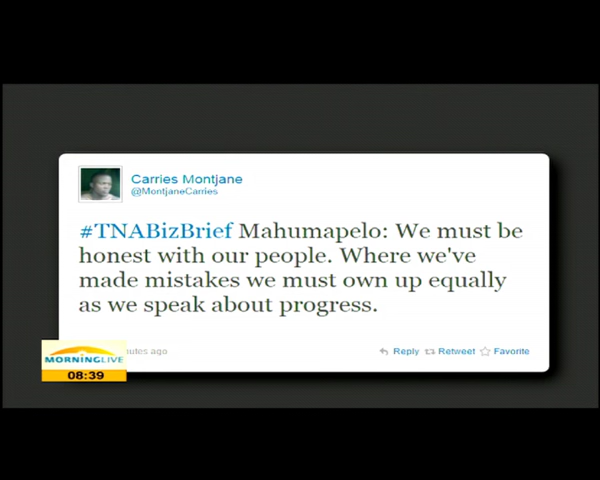 Carries Montjane
@MontjaneCarries
#TNABizBrief Mahumapelo: We must be
honest with our people. Where we've
made mistakes we must own up equally
as we speak about progress.
ago
Reply Retweet Favorite
MORNINGLIVE
08:39